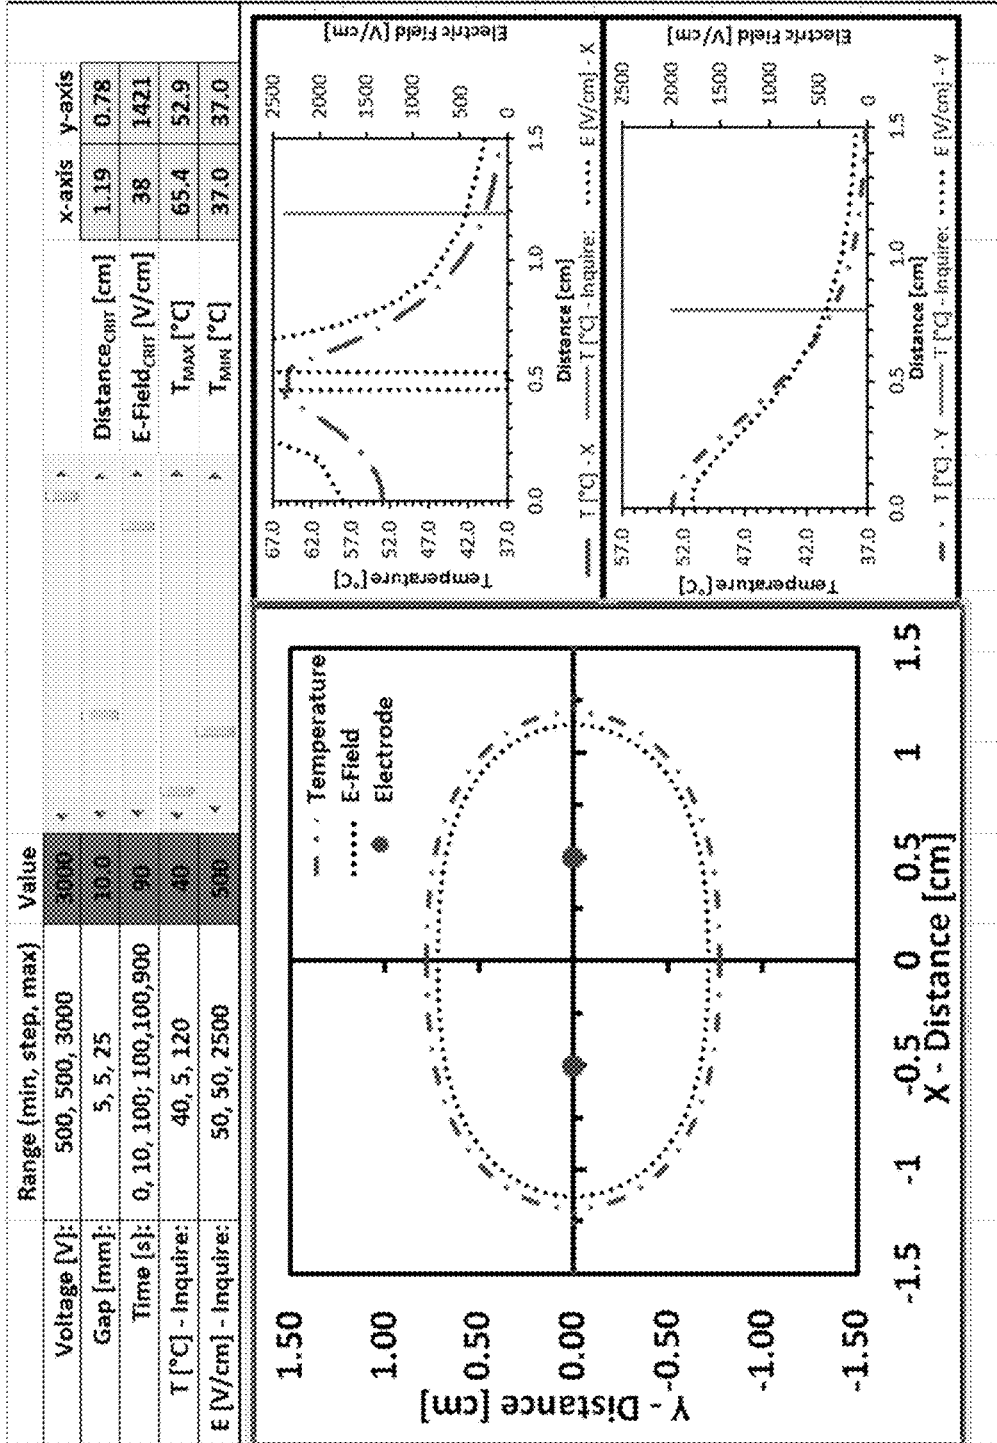 Range (min, step, max) Value x-axis y-axis
Voltage [V]: 500, 500, 3000 3000 Distance_CRIT [cm] 1.19 0.78
Gap [mm]: 5, 5, 25 10.0 E-Field_CRIT [V/cm] 38 1421
Time [s]: 0, 10, 100; 100,100,900 90 T_MAX [°C] 65.4 52.9
T [°C] - Inquire: 40, 5, 120 40 T_MIN [°C] 37.0 37.0
E [V/cm] - Inquire: 50, 50, 2500 500
1.50
1.00
0.50
0.00
-0.50
-1.00
-1.50
Y - Distance [cm]
-1.5 -1 -0.5 0 0.5 1 1.5
X - Distance [cm]
Temperature
E-Field
Electrode
Temperature [°C]
67.0
62.0
57.0
52.0
47.0
42.0
37.0
Electric Field [V/cm]
2500
2000
1500
1000
500
0
0.0 0.5 1.0 1.5
Distance [cm]
T [°C] - X T [°C] - Inquire: E [V/cm] - X
Temperature [°C]
57.0
52.0
47.0
42.0
37.0
Electric Field [V/cm]
2500
2000
1500
1000
500
0
0.0 0.5 1.0 1.5
Distance [cm]
T [°C] - Y T [°C] - Inquire: E [V/cm] - Y